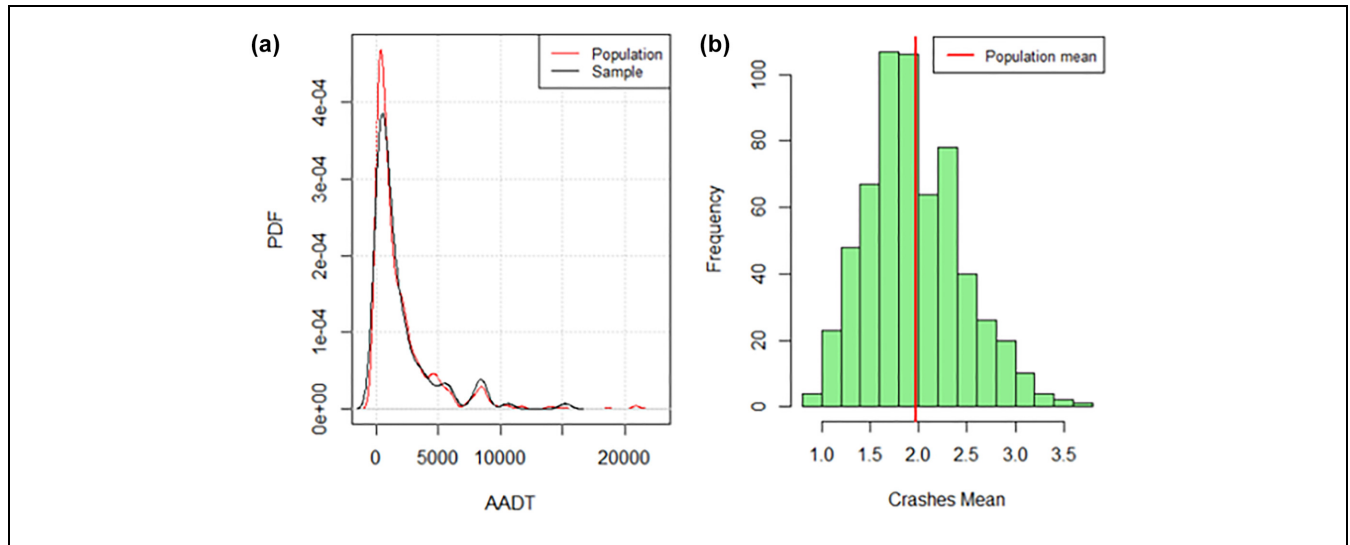 (a)
Population
Sample
PDF
0e+00 1e-04 2e-04 3e-04 4e-04
0 5000 10000 20000
AADT
(b)
Population mean
Frequency
0 20 40 60 80 100
1.0 1.5 2.0 2.5 3.0 3.5
Crashes Mean